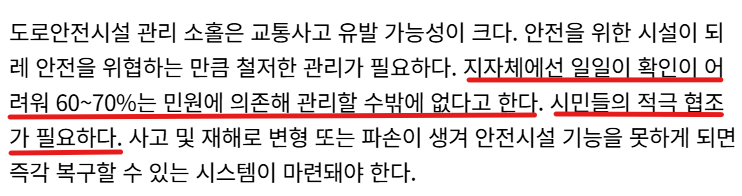 도로안전시설 관리 소홀은 교통사고 유발 가능성이 크다. 안전을 위한 시설이 되
레 안전을 위협하는 만큼 철저한 관리가 필요하다. 지자체에선 일일이 확인이 어
려워 60~70%는 민원에 의존해 관리할 수밖에 없다고 한다. 시민들의 적극 협조
가 필요하다. 사고 및 재해로 변형 또는 파손이 생겨 안전시설 기능을 못하게 되면
즉각 복구할 수 있는 시스템이 마련돼야 한다.